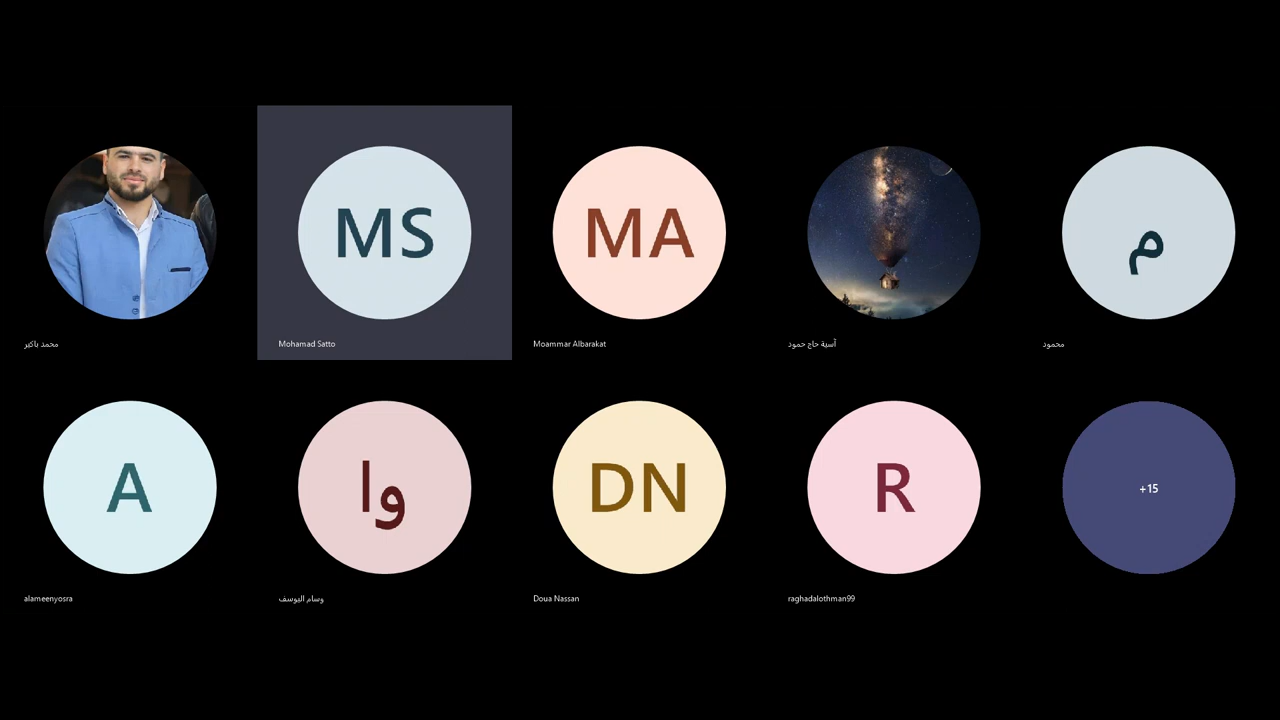 MS
MA
م
محمد باكير
Mohamad Satto
Moammar Albarakat
آسية حاج حمود
محمود
A
وا
DN
R
+15
alameenyosra
وسام اليوسف
Doua Nassan
raghadalothman99